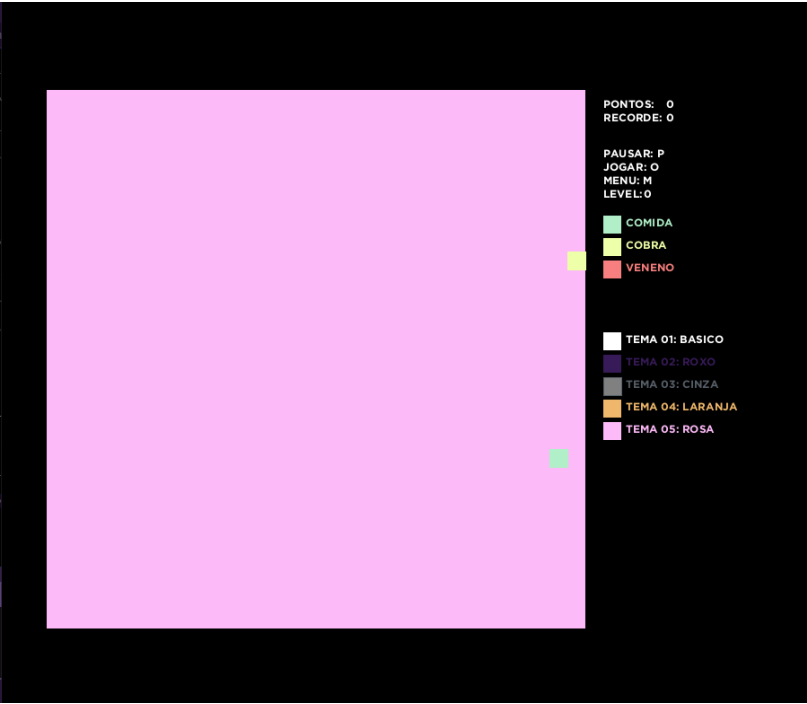 PONTOS: 0
RECORDE: 0
PAUSAR: P
JOGAR: O
MENU: M
LEVEL:0
COMIDA
COBRA
VENENO
TEMA 01: BASICO
TEMA 02: ROXO
TEMA 03: CINZA
TEMA 04: LARANJA
TEMA 05: ROSA